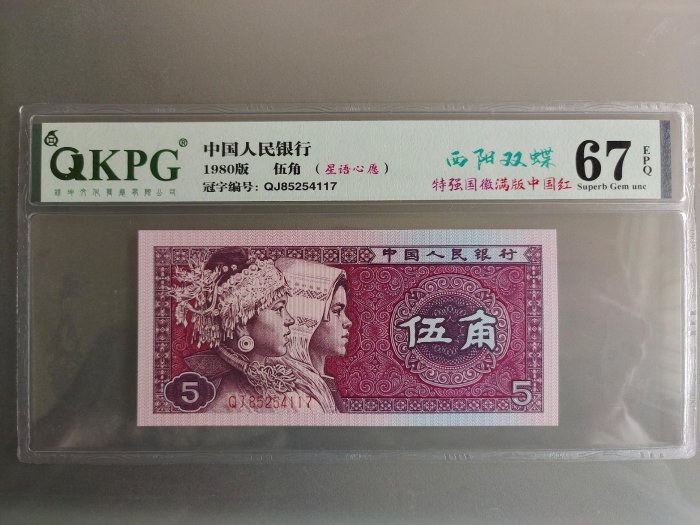 QKPG®
中国人民银行
1980版 伍角 (星语心愿)
冠字编号: QJ85254117
西阳双蝶
特强国徽满版中国红
67 EPQ
Superb Gem unc
中国人民银行
伍角
5 QJ85254117 5